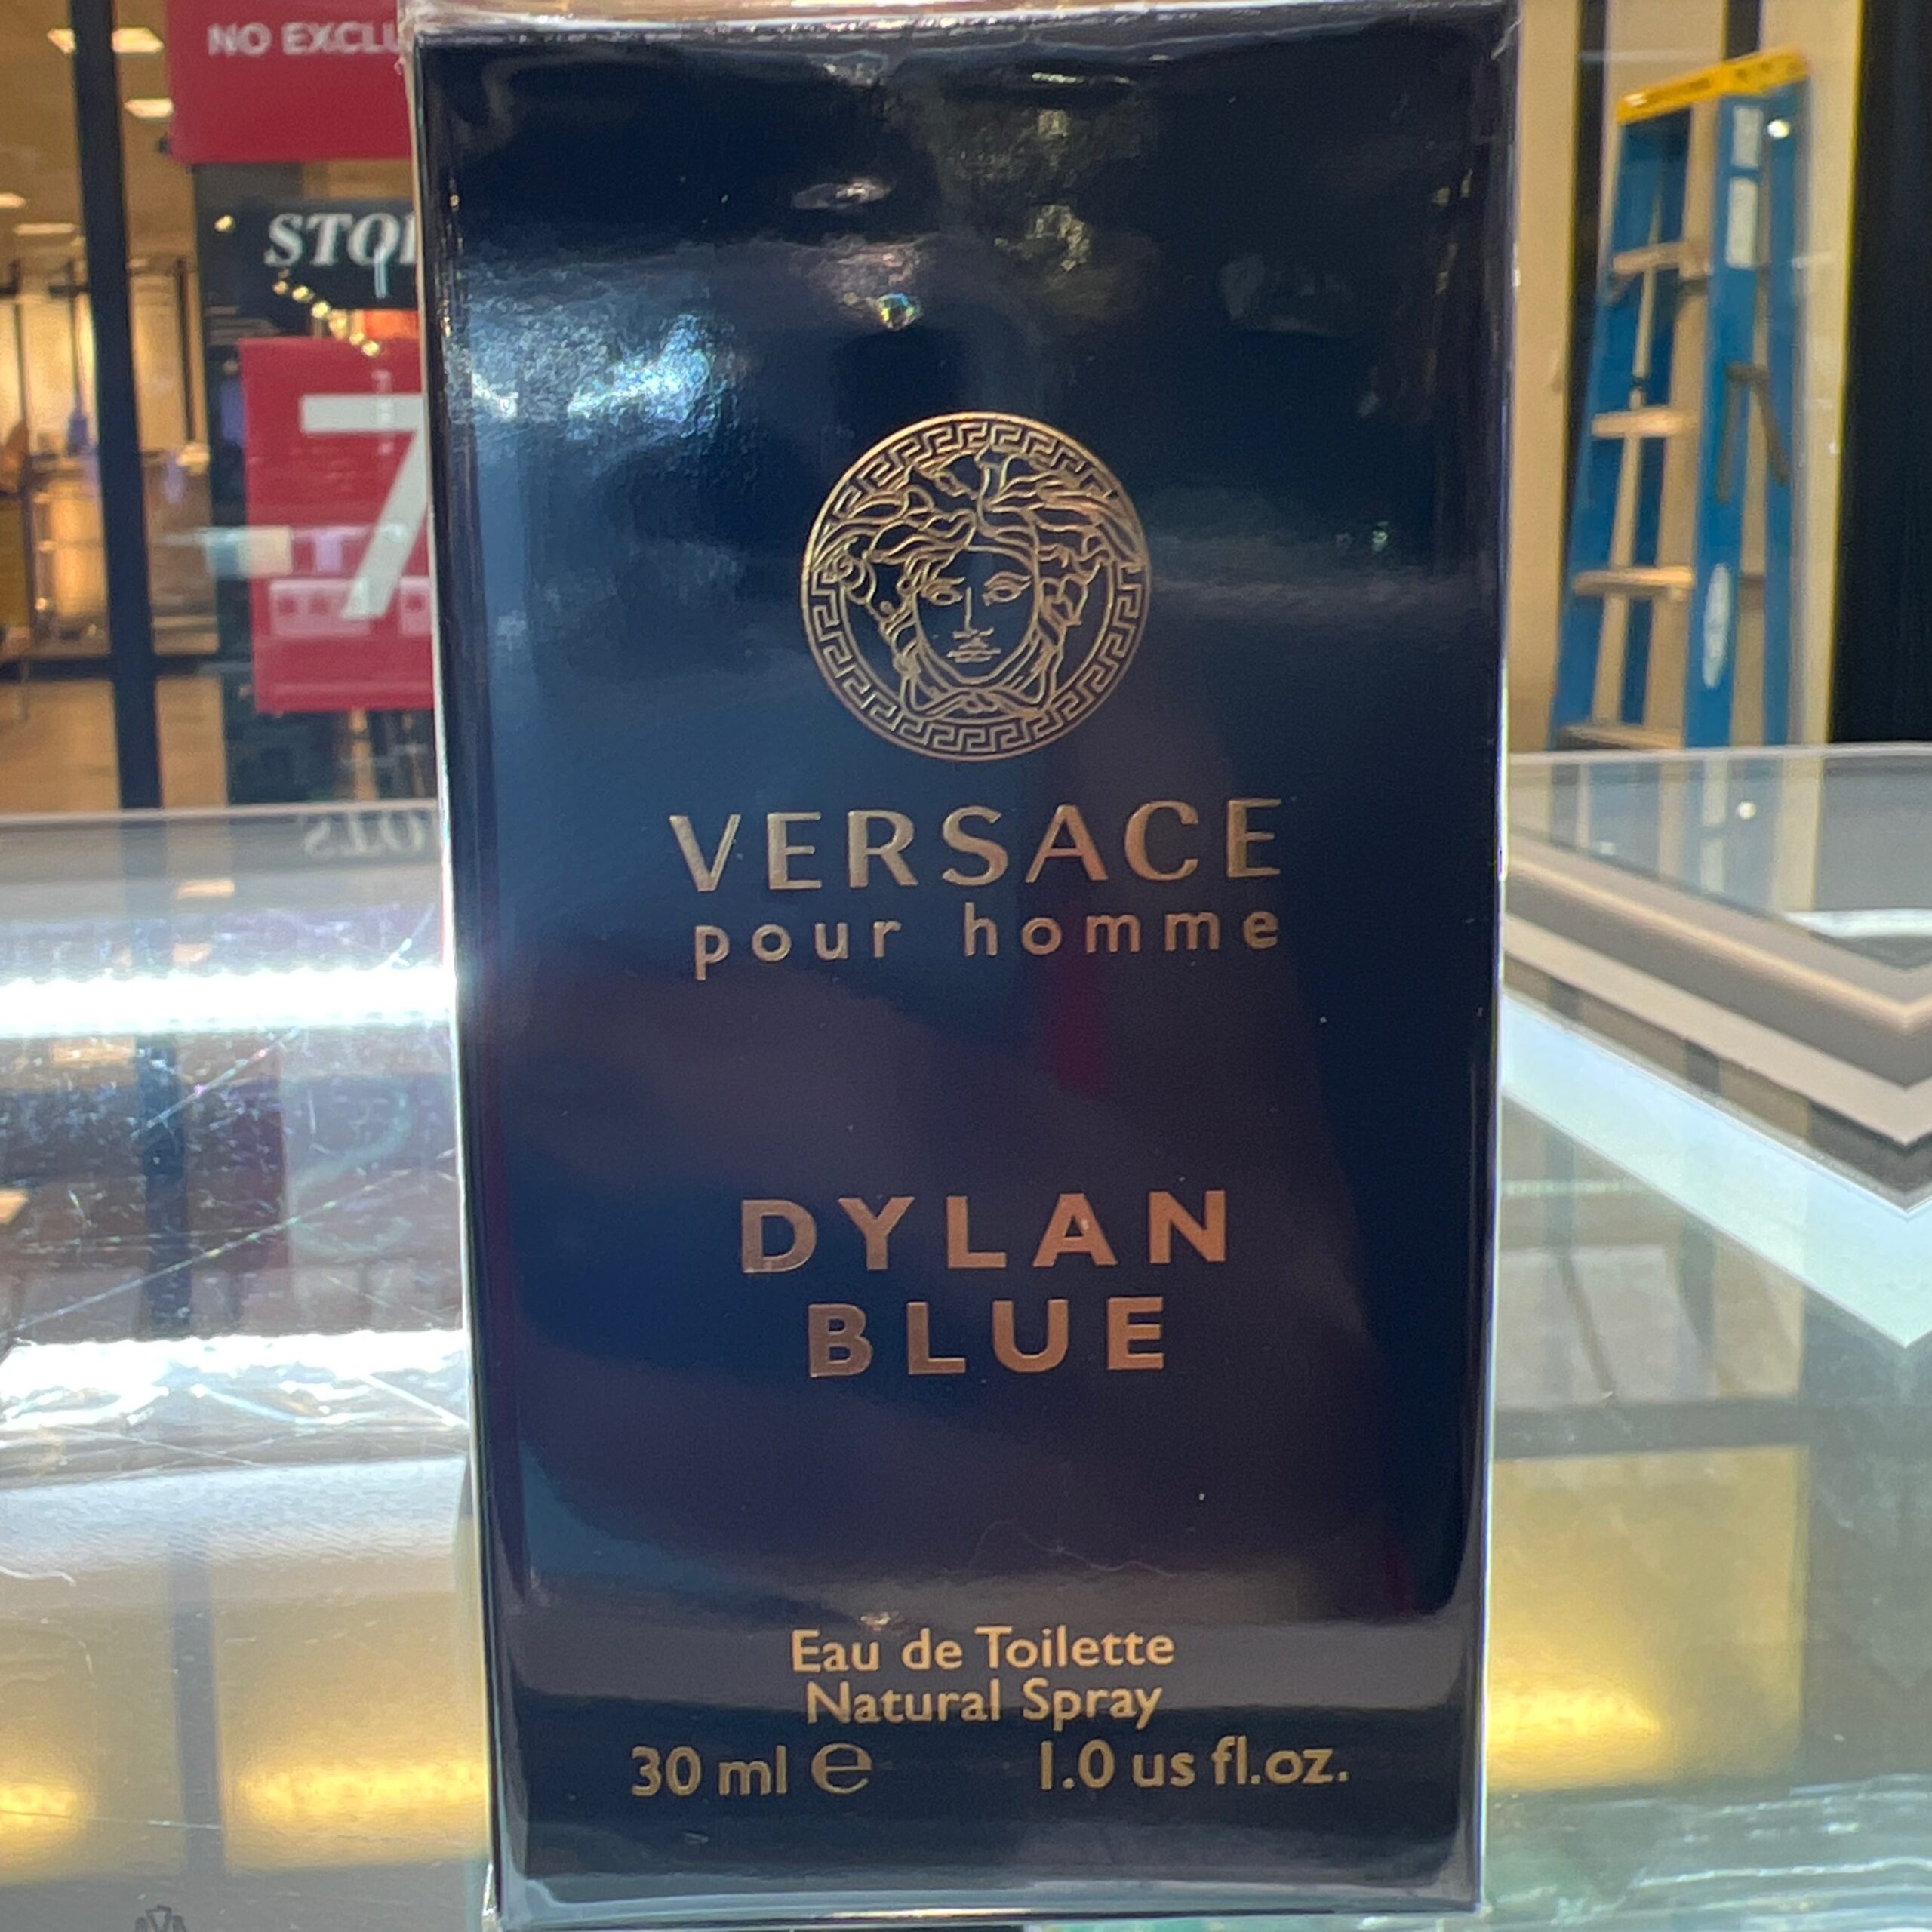 NO EXCLU
STO
7
VERSACE
pour homme
DYLAN
BLUE
Eau de Toilette
Natural Spray
30 ml e 1.0 us fl.oz.